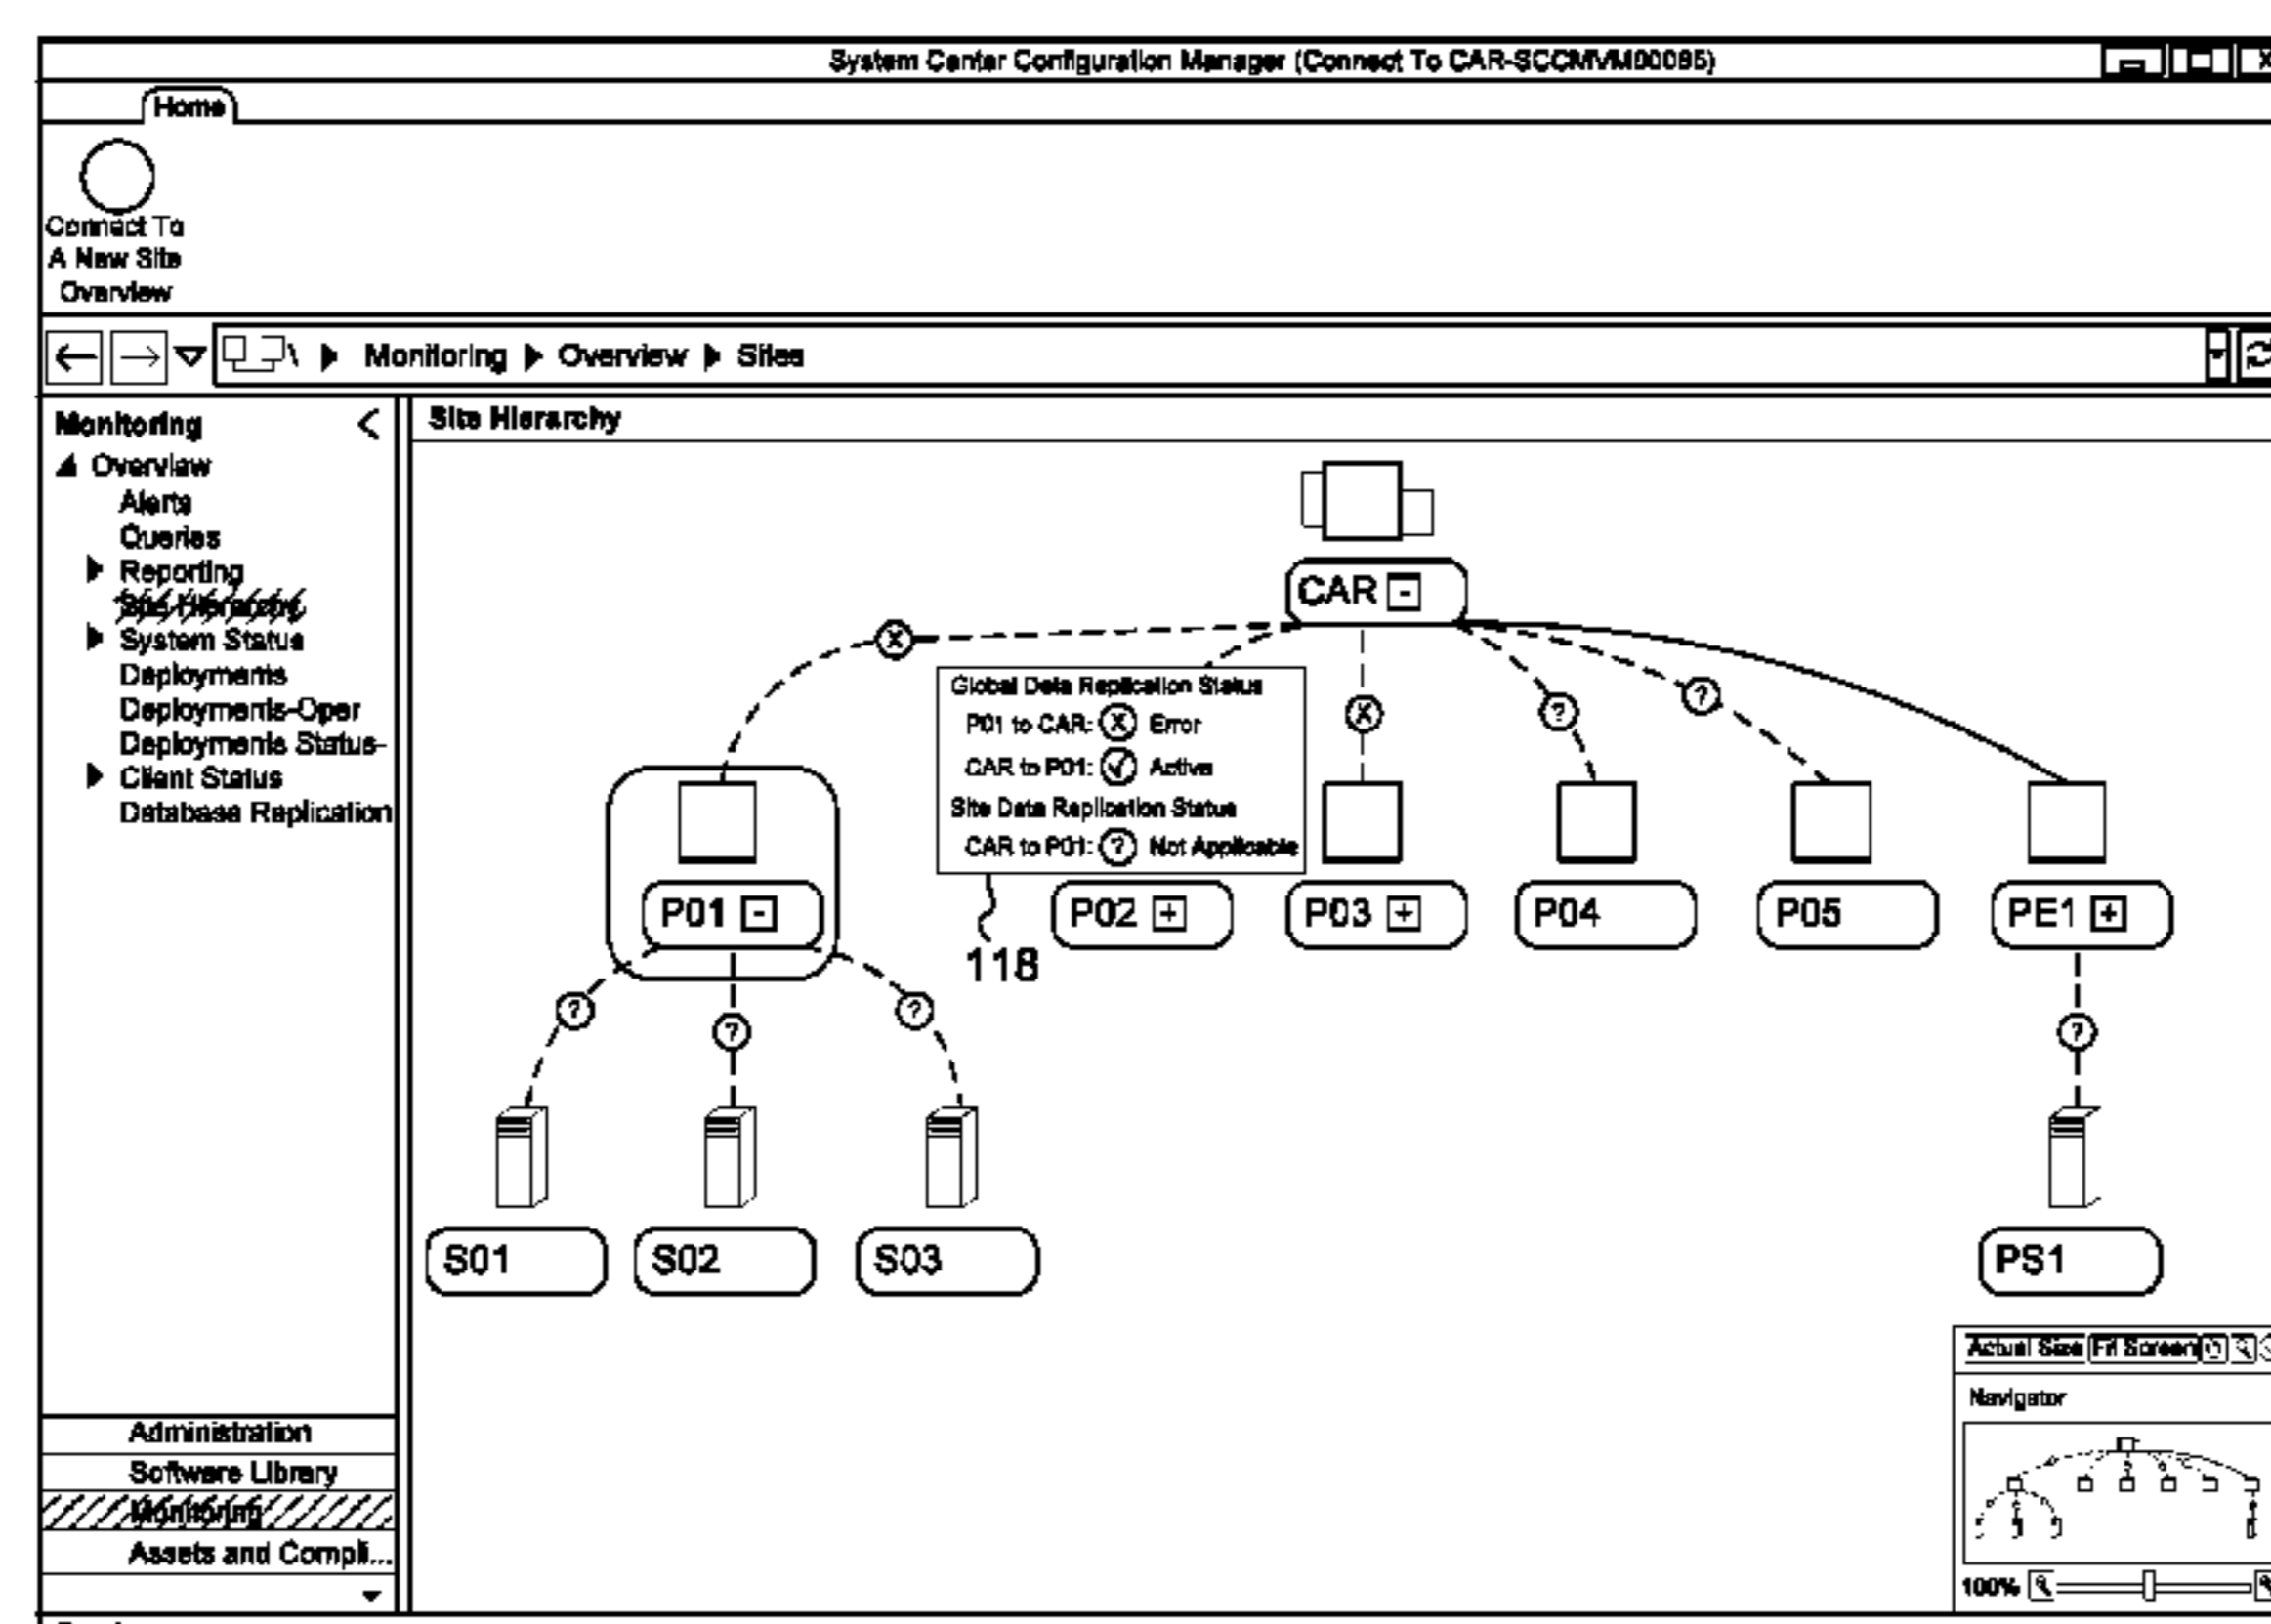 System Center Configuration Manager (Connect To CAR-SCCMVM00095)
Home
Connect To
A New Site
Overview
\ Monitoring Overview Sites
Monitoring <
Overview
Alerts
Queries
Reporting
Site Hierarchy
System Status
Deployments
Deployments-Oper
Deployments Status-
Client Status
Database Replication
Administration
Software Library
Monitoring
Assets and Compli...
Site Hierarchy
CAR -
X
Global Data Replication Status
P01 to CAR: X Error
CAR to P01: ✓ Active
Site Data Replication Status
CAR to P01: ? Not Applicable
118
X
?
?
P01 -
P02 +
P03 +
P04
P05
PE1 +
?
?
?
?
S01
S02
S03
PS1
Actual Size Fit Screen
Navigator
100%